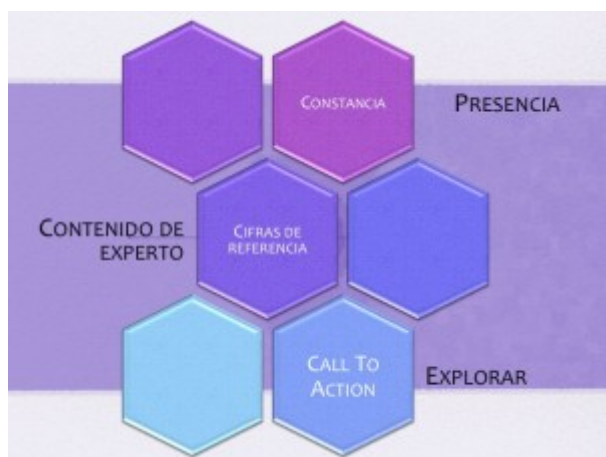 CONSTANCIA
PRESENCIA
CONTENIDO DE
EXPERTO
CIFRAS DE
REFERENCIA
CALL TO
ACTION
EXPLORAR